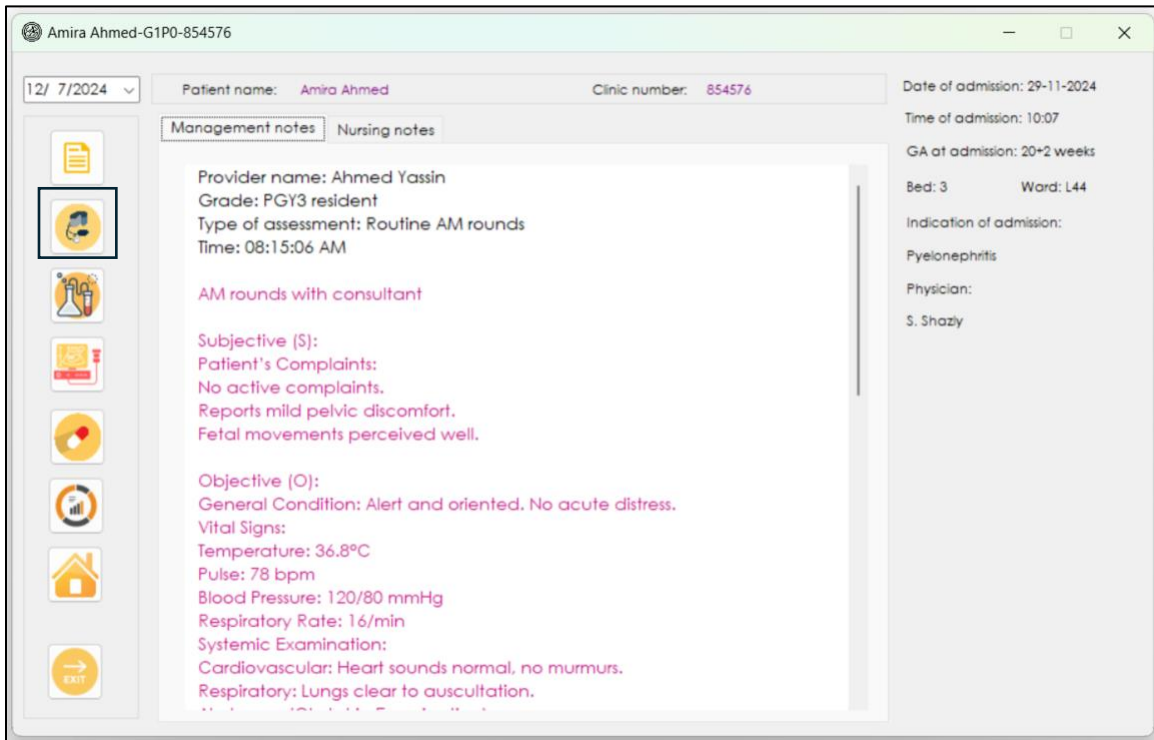 Amira Ahmed-G1P0-854576
12/ 7/2024
Patient name: Amira Ahmed Clinic number: 854576
Management notes Nursing notes
Provider name: Ahmed Yassin
Grade: PGY3 resident
Type of assessment: Routine AM rounds
Time: 08:15:06 AM
AM rounds with consultant
Subjective (S):
Patient's Complaints:
No active complaints.
Reports mild pelvic discomfort.
Fetal movements perceived well.
Objective (O):
General Condition: Alert and oriented. No acute distress.
Vital Signs:
Temperature: 36.8°C
Pulse: 78 bpm
Blood Pressure: 120/80 mmHg
Respiratory Rate: 16/min
Systemic Examination:
Cardiovascular: Heart sounds normal, no murmurs.
Respiratory: Lungs clear to auscultation.
Date of admission: 29-11-2024
Time of admission: 10:07
GA at admission: 20+2 weeks
Bed: 3 Ward: L44
Indication of admission:
Pyelonephritis
Physician:
S. Shazly
EXIT